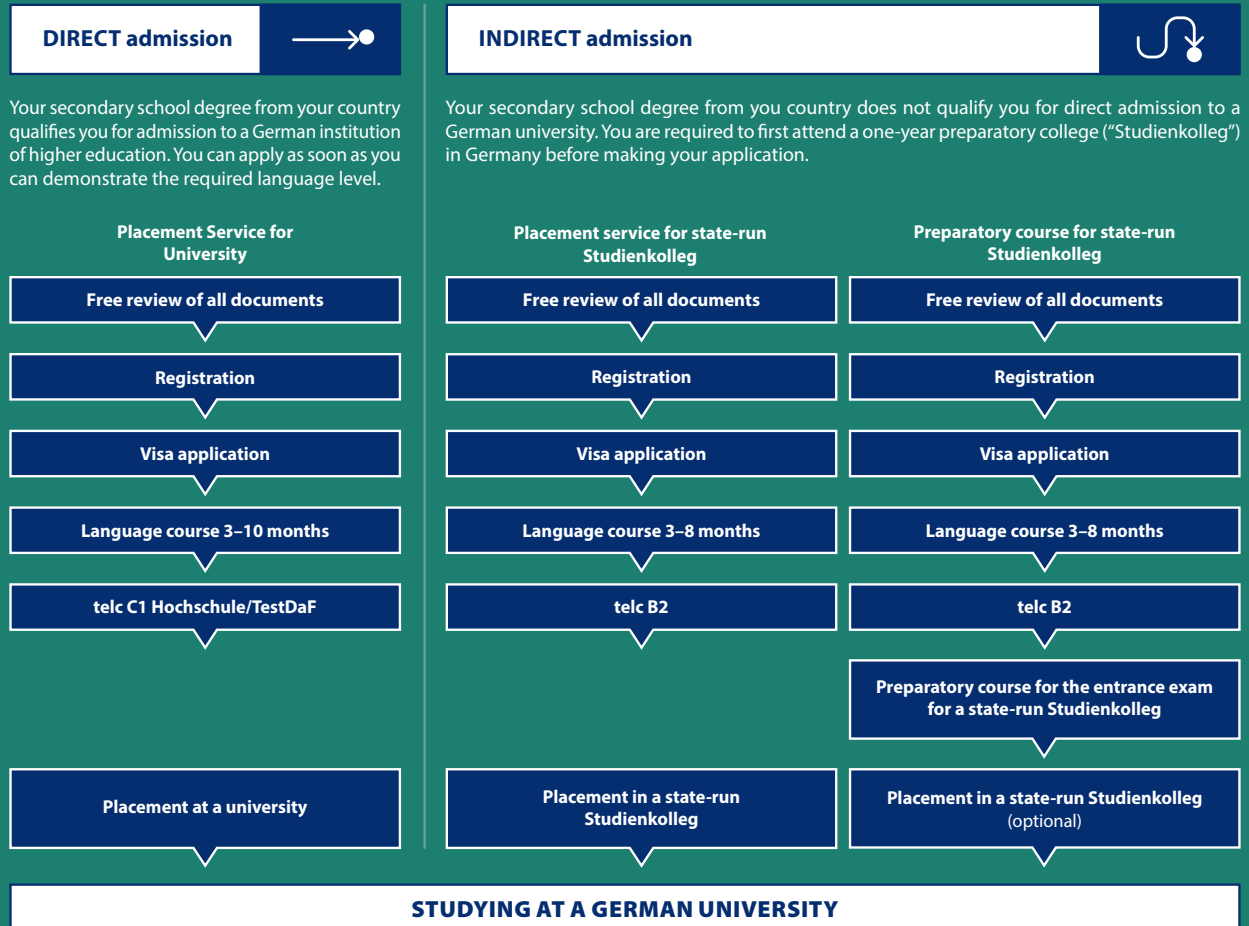 DIRECT admission
Your secondary school degree from your country
qualifies you for admission to a German institution
of higher education. You can apply as soon as you
can demonstrate the required language level.
Placement Service for
University
Free review of all documents
Registration
Visa application
Language course 3–10 months
telc C1 Hochschule/TestDaF
Placement at a university
INDIRECT admission
Your secondary school degree from you country does not qualify you for direct admission to a
German university. You are required to first attend a one-year preparatory college (“Studienkolleg”)
in Germany before making your application.
Placement service for state-run
Studienkolleg
Free review of all documents
Registration
Visa application
Language course 3–8 months
telc B2
Placement in a state-run
Studienkolleg
Preparatory course for state-run
Studienkolleg
Free review of all documents
Registration
Visa application
Language course 3–8 months
telc B2
Preparatory course for the entrance exam
for a state-run Studienkolleg
Placement in a state-run Studienkolleg
(optional)
STUDYING AT A GERMAN UNIVERSITY